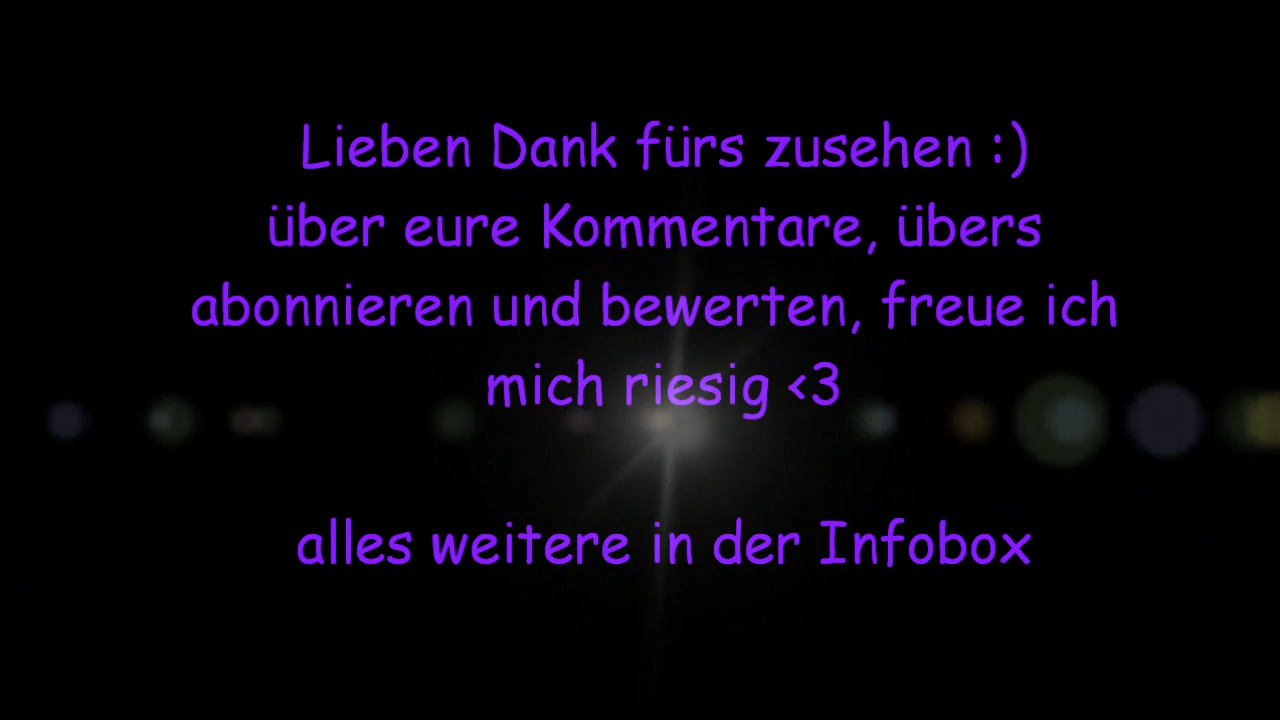 Lieben Dank fürs zusehen :)
über eure Kommentare, übers
abonnieren und bewerten, freue ich
mich riesig <3
alles weitere in der Infobox